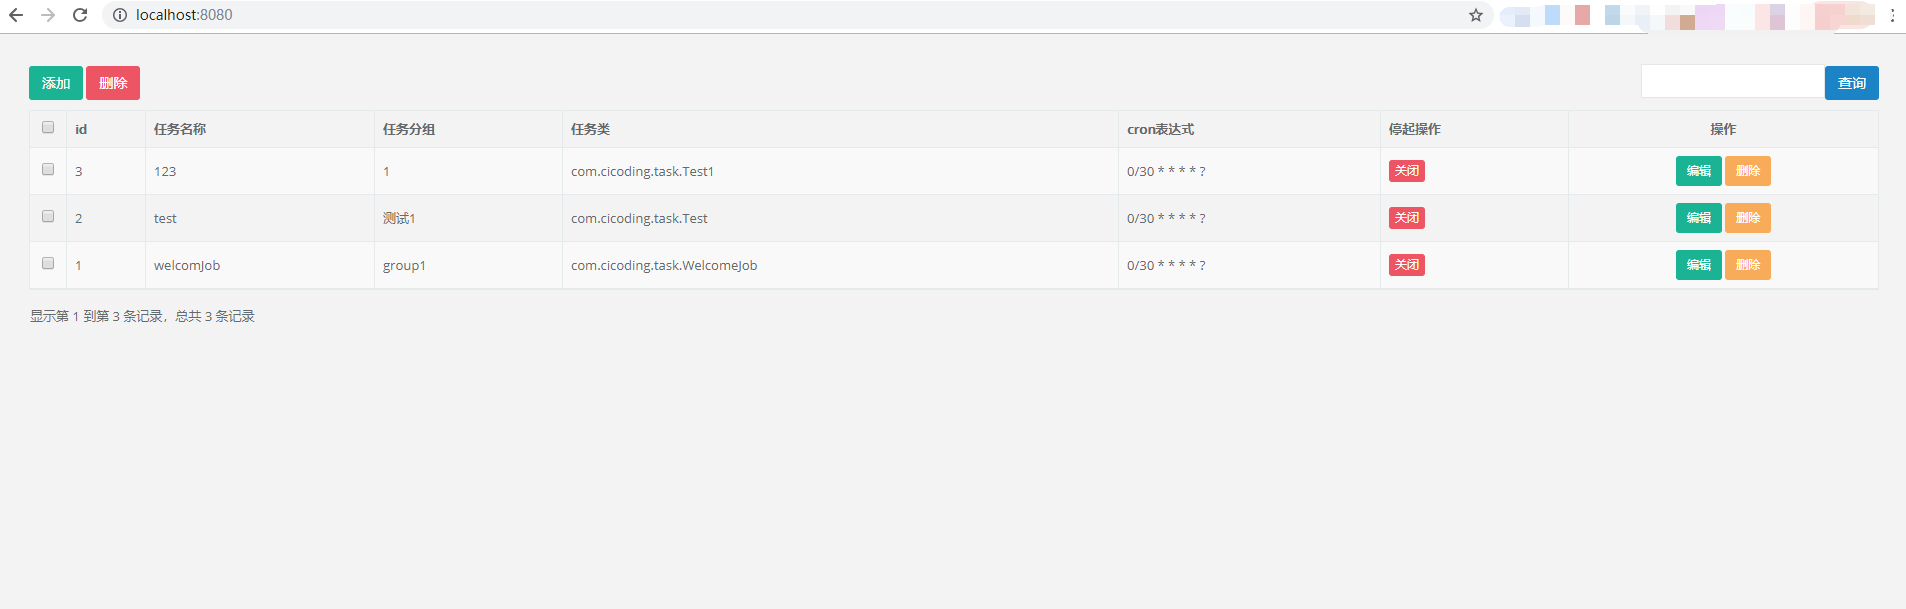 localhost:8080
添加 删除 查询
id 任务名称 任务分组 任务类 cron表达式 停起操作 操作
3 123 1 com.cicoding.task.Test1 0/30 * * * * ? 关闭 编辑 删除
2 test 测试1 com.cicoding.task.Test 0/30 * * * * ? 关闭 编辑 删除
1 welcomJob group1 com.cicoding.task.WelcomeJob 0/30 * * * * ? 关闭 编辑 删除
显示第 1 到第 3 条记录，总共 3 条记录